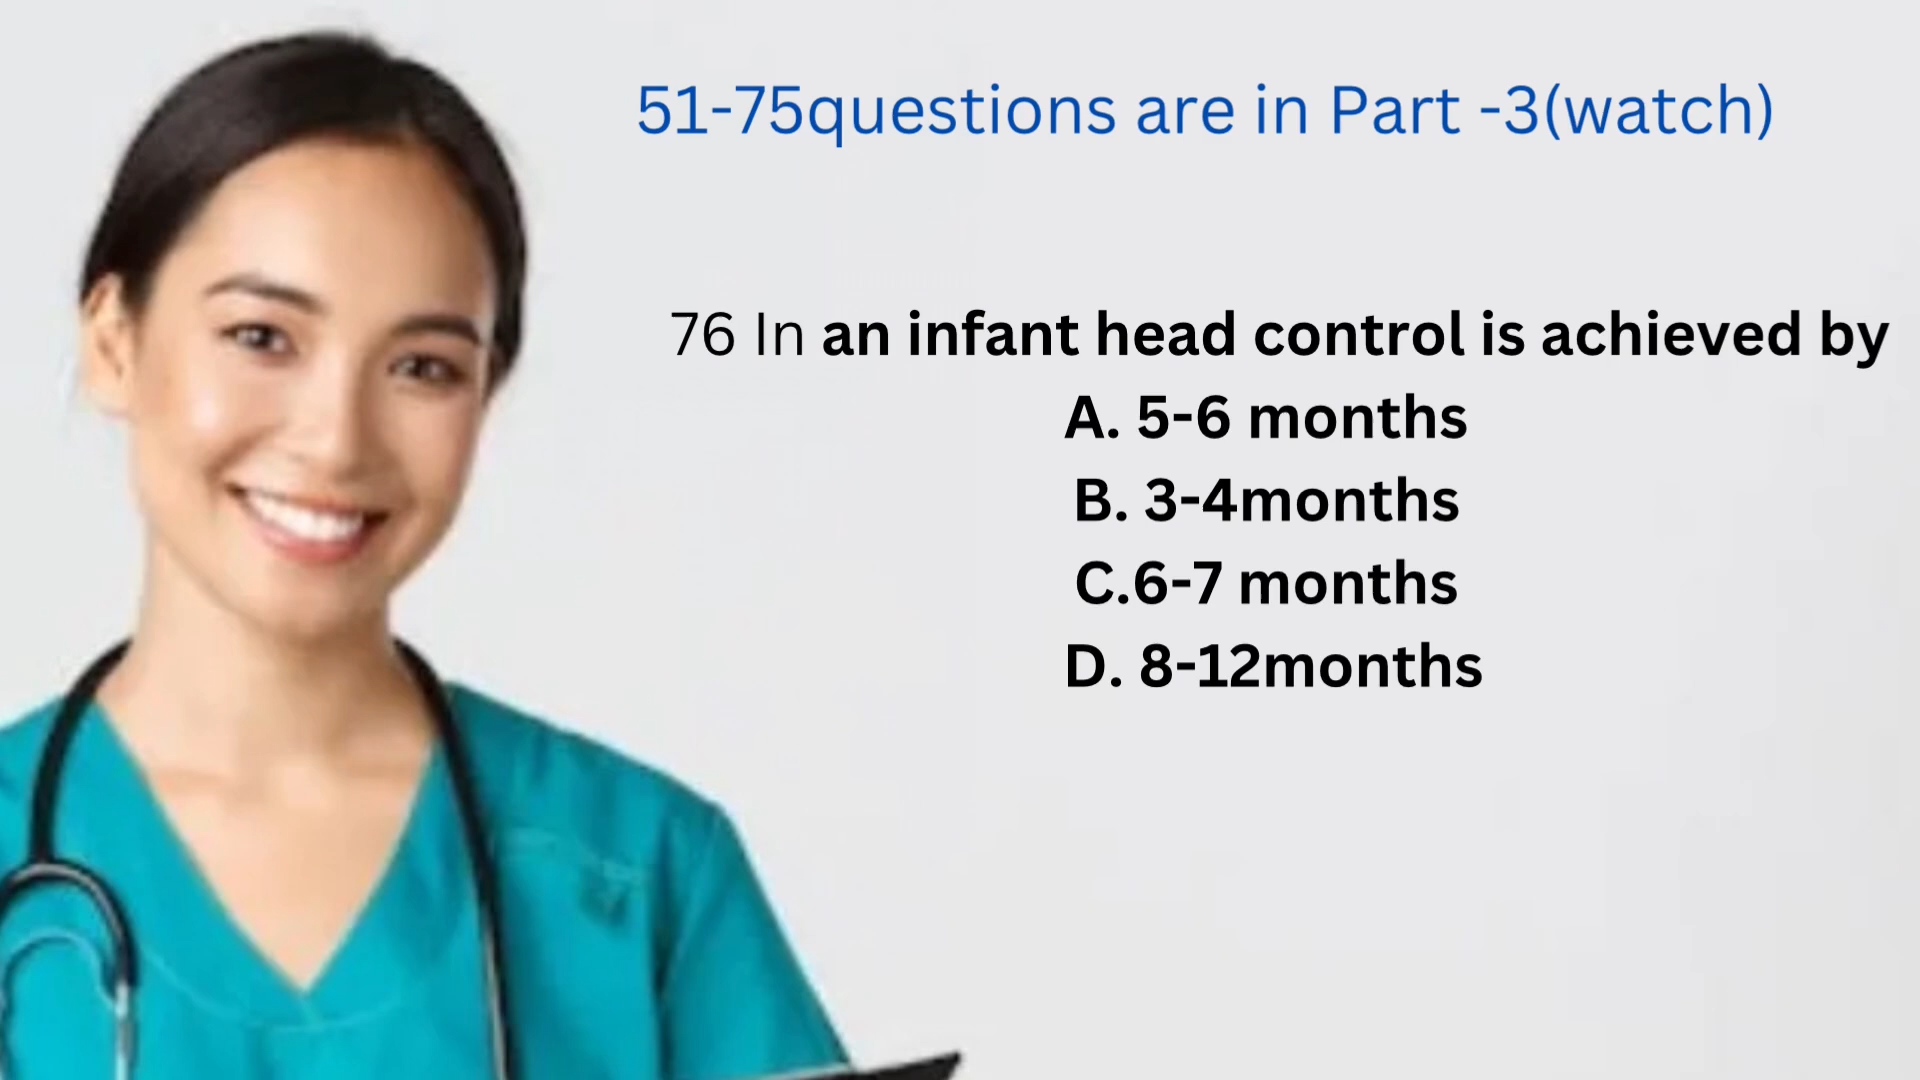 51-75questions are in Part -3(watch)
76 In an infant head control is achieved by
A. 5-6 months
B. 3-4months
C.6-7 months
D. 8-12months